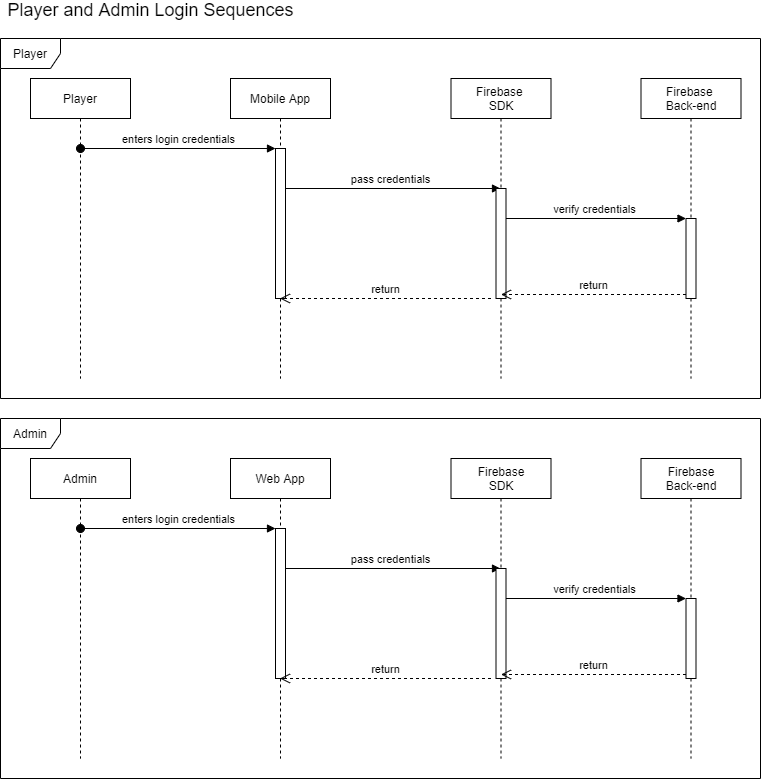 Player and Admin Login Sequences
Player
Player
Mobile App
Firebase
SDK
Firebase
Back-end
enters login credentials
pass credentials
verify credentials
return
return
Admin
Admin
Web App
Firebase
SDK
Firebase
Back-end
enters login credentials
pass credentials
verify credentials
return
return